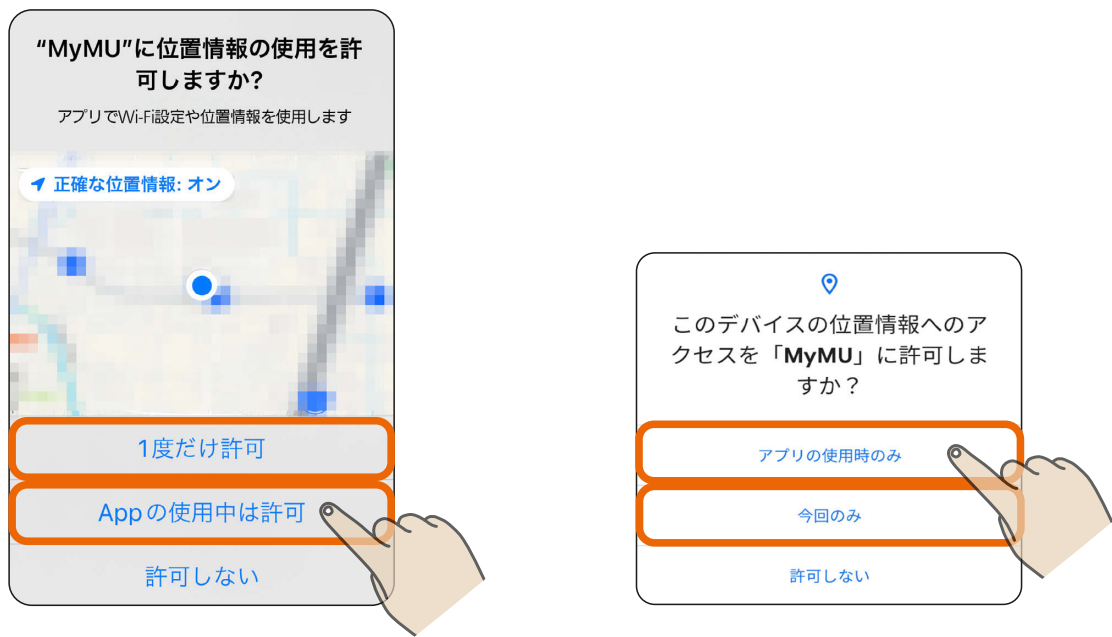 “MyMU”に位置情報の使用を許
可しますか?
アプリでWi-Fi設定や位置情報を使用します
正確な位置情報: オン
1度だけ許可
Appの使用中は許可
許可しない
このデバイスの位置情報へのア
クセスを「MyMU」に許可しま
すか？
アプリの使用時のみ
今回のみ
許可しない